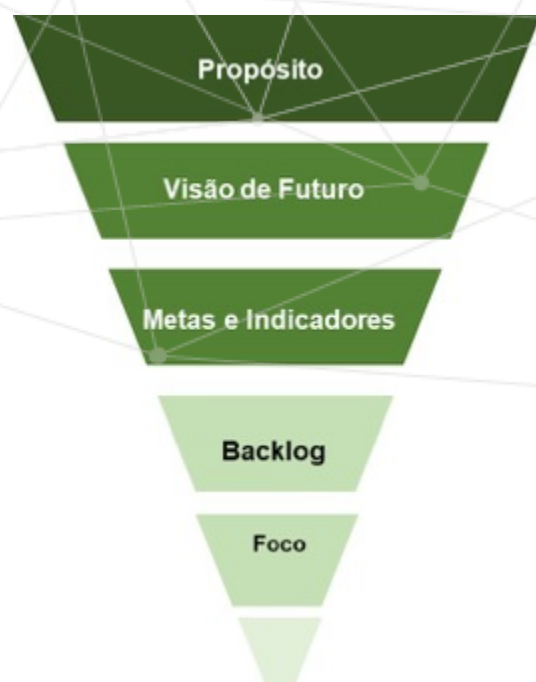 Propósito
Visão de Futuro
Metas e Indicadores
Backlog
Foco